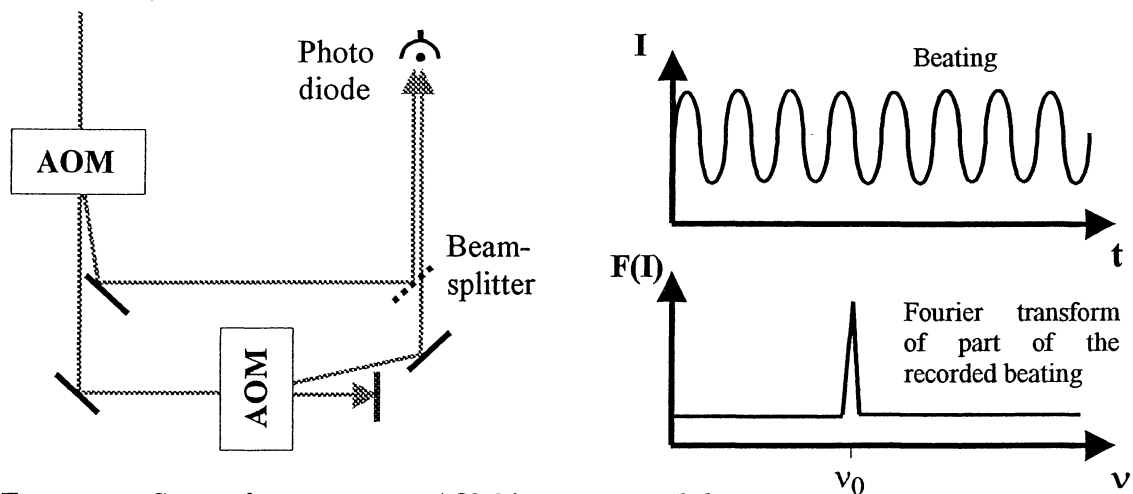 Photo
diode
AOM
Beam-
splitter
AOM
I
Beating
t
F(I)
Fourier transform
of part of the
recorded beating
ν0
ν